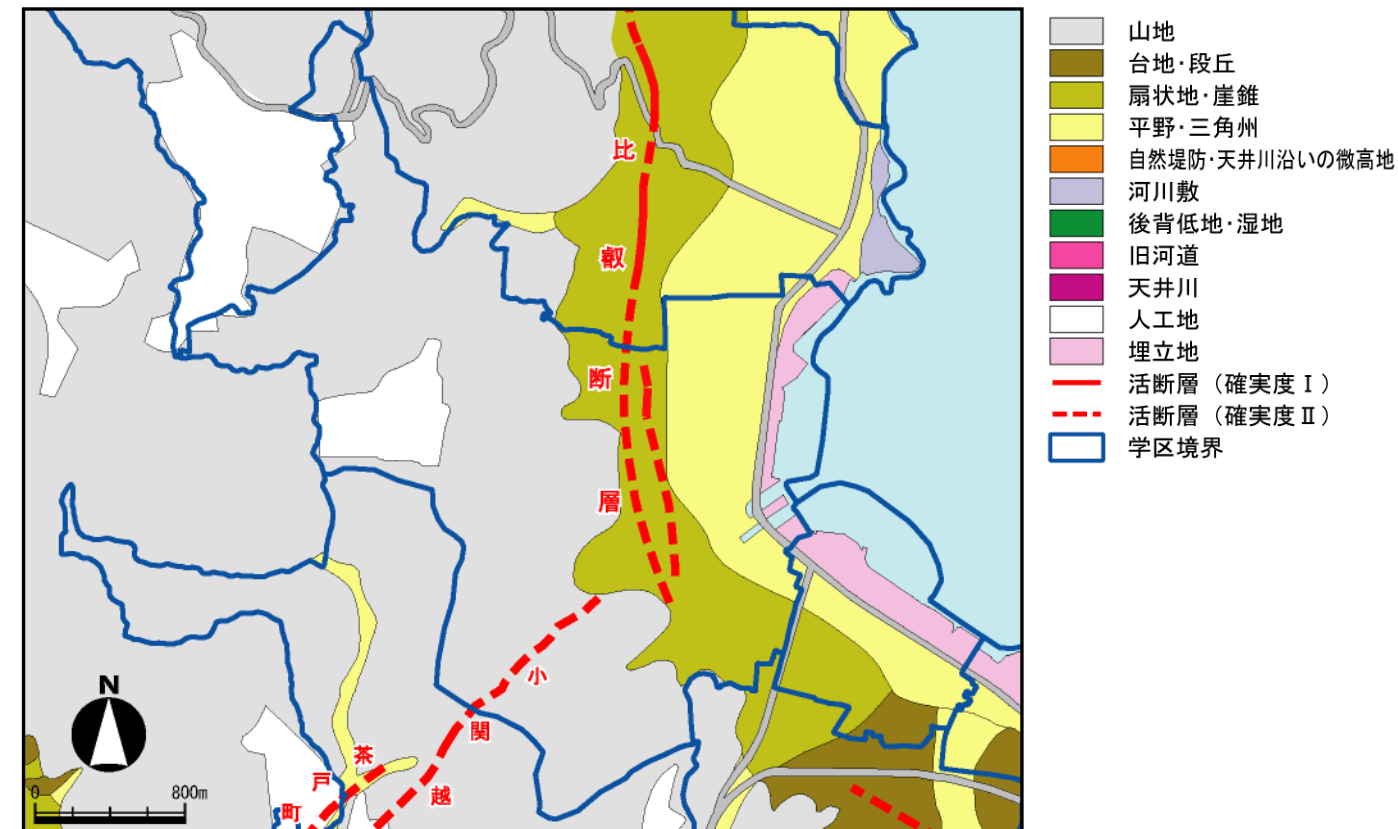 山地
台地・段丘
扇状地・崖錐
平野・三角州
自然堤防・天井川沿いの微高地
河川敷
後背低地・湿地
旧河道
天井川
人工地
埋立地
活断層（確実度Ⅰ）
活断層（確実度Ⅱ）
学区境界
比叡断層
小関越
茶戸町
N
0 800m